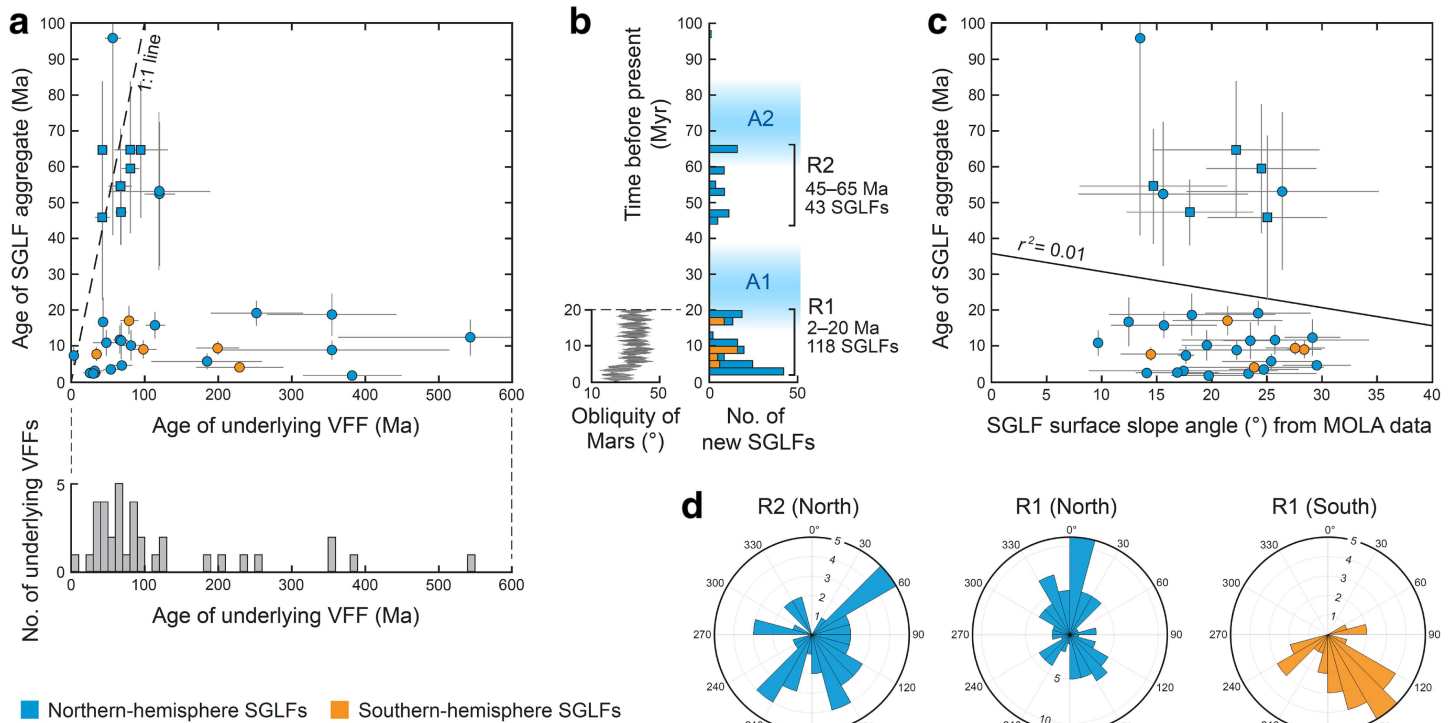 a
Age of SGLF aggregate (Ma)
100
90
80
70
60
50
40
30
20
10
0
1:1 line
0 100 200 300 400 500 600
Age of underlying VFF (Ma)
No. of underlying VFFs
5
0
0 100 200 300 400 500 600
Age of underlying VFF (Ma)
Northern-hemisphere SGLFs
Southern-hemisphere SGLFs
b
Time before present
(Myr)
100
90
80
70
60
50
40
30
20
10
0
A2
R2
45–65 Ma
43 SGLFs
A1
R1
2–20 Ma
118 SGLFs
20
10
0
10 50
Obliquity of
Mars (°)
0 50
No. of
new SGLFs
c
Age of SGLF aggregate (Ma)
100
90
80
70
60
50
40
30
20
10
0
r² = 0.01
0 5 10 15 20 25 30 35 40
SGLF surface slope angle (°) from MOLA data
d
R2 (North)
0°
30
60
90
120
240
270
300
330
5
4
3
2
1
R1 (North)
0°
30
60
90
120
240
270
300
330
5
10
R1 (South)
0°
30
60
90
120
240
270
300
330
5
4
3
2
1